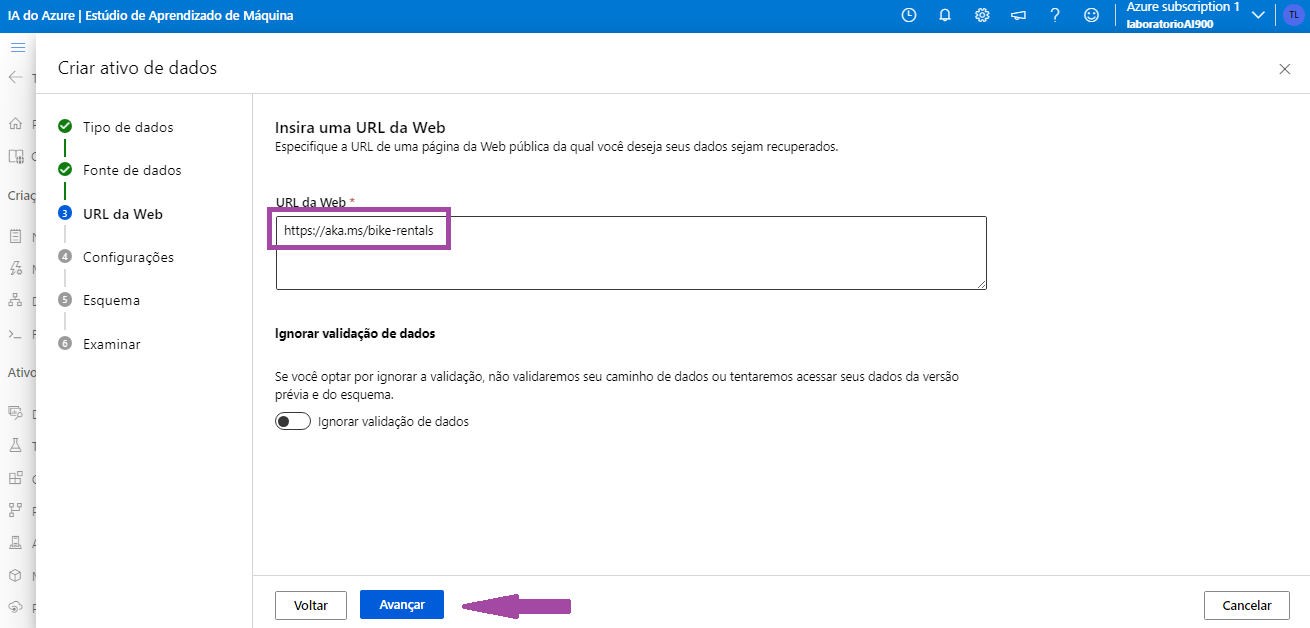 IA do Azure | Estúdio de Aprendizado de Máquina
Azure subscription 1
laboratorioAI900
TL
Criar ativo de dados
Tipo de dados
Fonte de dados
3 URL da Web
4 Configurações
5 Esquema
6 Examinar
Criaç
Ativo
Insira uma URL da Web
Especifique a URL de uma página da Web pública da qual você deseja seus dados sejam recuperados.
URL da Web *
https://aka.ms/bike-rentals
Ignorar validação de dados
Se você optar por ignorar a validação, não validaremos seu caminho de dados ou tentaremos acessar seus dados da versão
prévia e do esquema.
Ignorar validação de dados
Voltar
Avançar
Cancelar